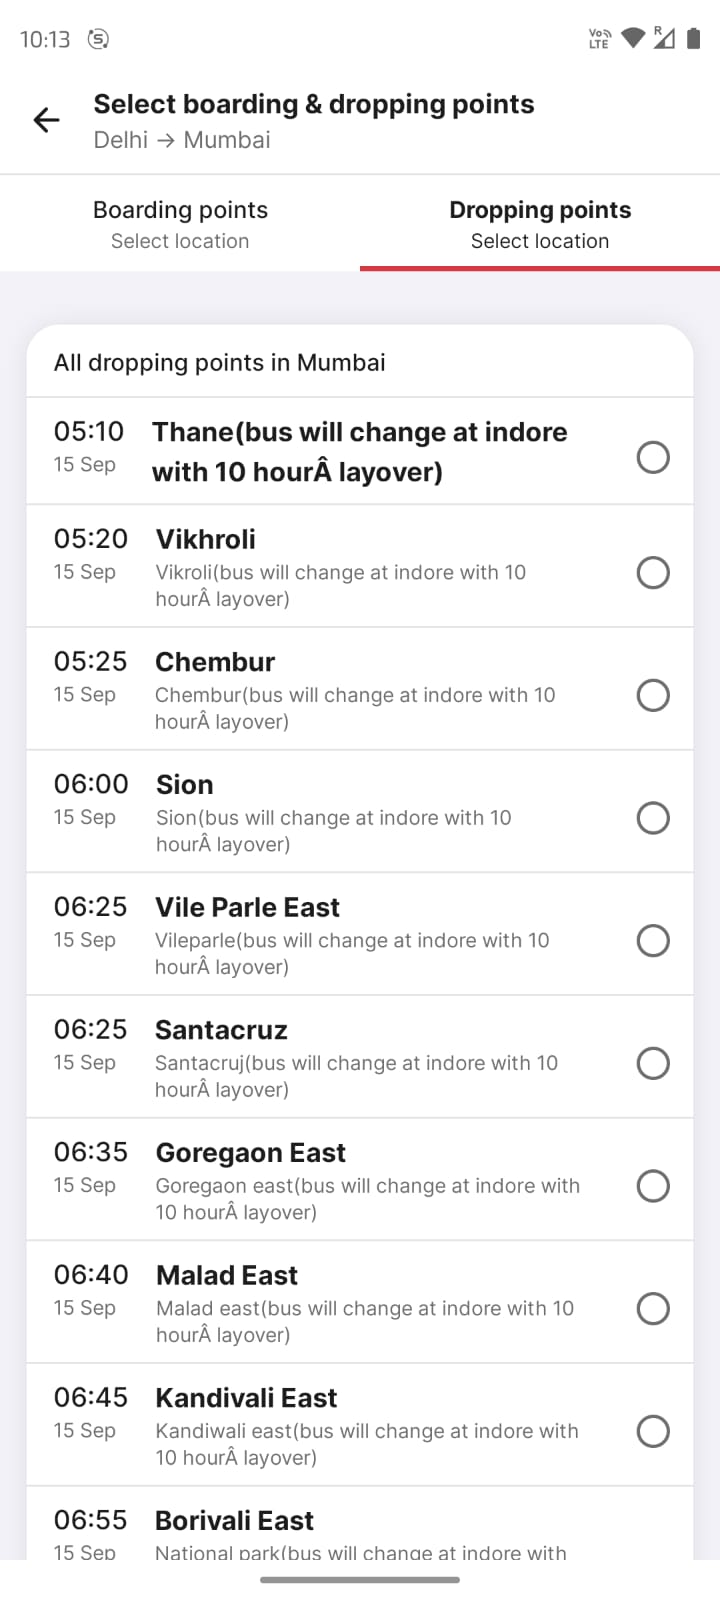 10:13
Vo
LTE
R
Select boarding & dropping points
Delhi → Mumbai
Boarding points
Select location
Dropping points
Select location
All dropping points in Mumbai
05:10
15 Sep
Thane(bus will change at indore
with 10 hourÂ layover)
05:20
15 Sep
Vikhroli
Vikroli(bus will change at indore with 10
hourÂ layover)
05:25
15 Sep
Chembur
Chembur(bus will change at indore with 10
hourÂ layover)
06:00
15 Sep
Sion
Sion(bus will change at indore with 10
hourÂ layover)
06:25
15 Sep
Vile Parle East
Vileparle(bus will change at indore with 10
hourÂ layover)
06:25
15 Sep
Santacruz
Santacruj(bus will change at indore with 10
hourÂ layover)
06:35
15 Sep
Goregaon East
Goregaon east(bus will change at indore with
10 hourÂ layover)
06:40
15 Sep
Malad East
Malad east(bus will change at indore with 10
hourÂ layover)
06:45
15 Sep
Kandivali East
Kandiwali east(bus will change at indore with
10 hourÂ layover)
06:55
15 Sep
Borivali East
National park(bus will change at indore with